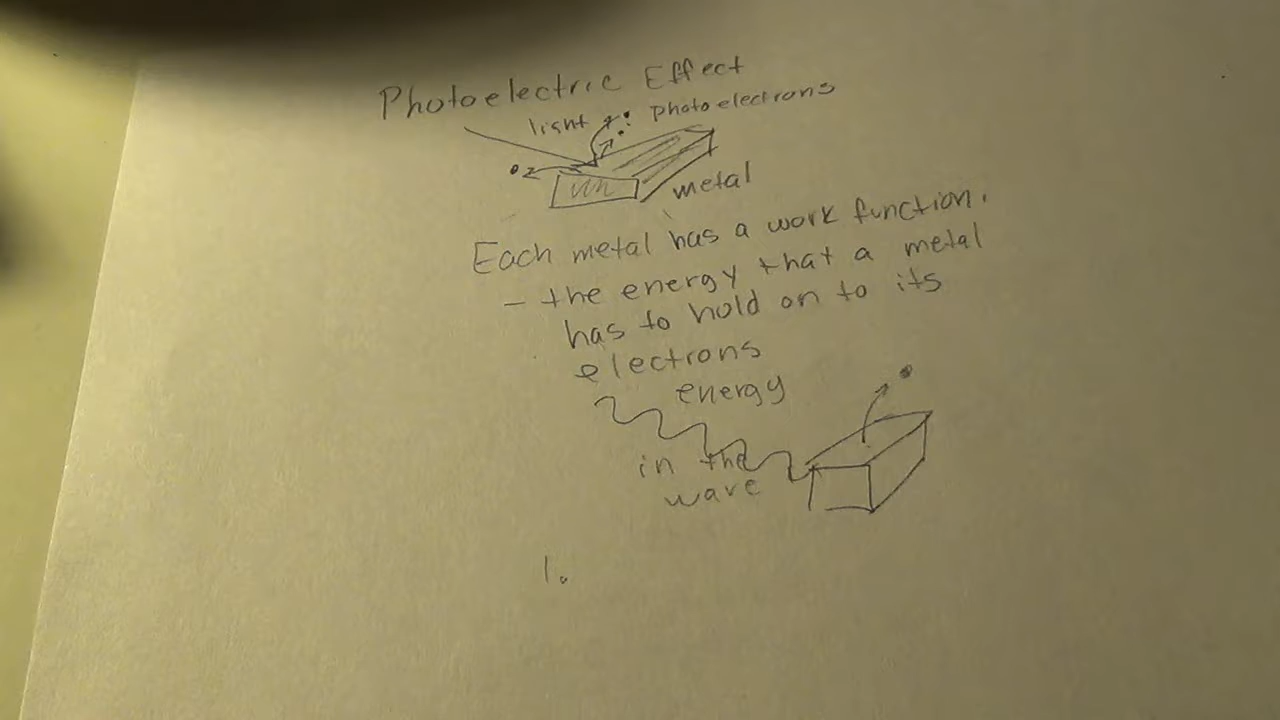 Photoelectric Effect
light photoelectrons
metal
Each metal has a work function.
- the energy that a metal
has to hold on to its
electrons
energy
in the
wave
1.